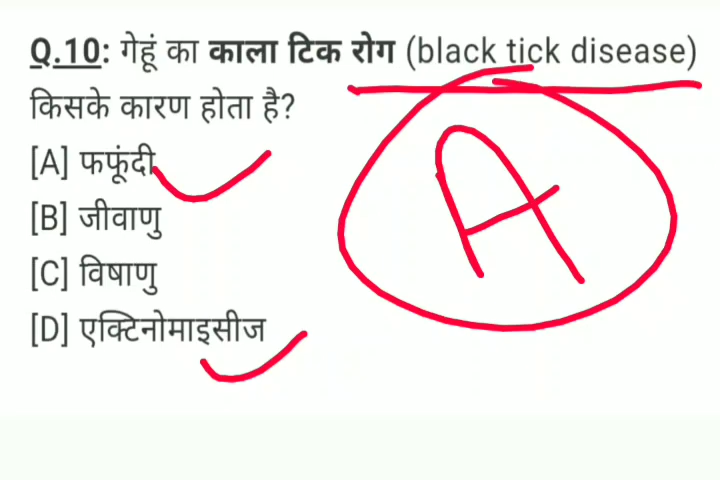 Q.10: गेहूं का काला टिक रोग (black tick disease)
किसके कारण होता है?
[A] फफूंदी
[B] जीवाणु
[C] विषाणु
[D] एक्टिनोमाइसीज
A